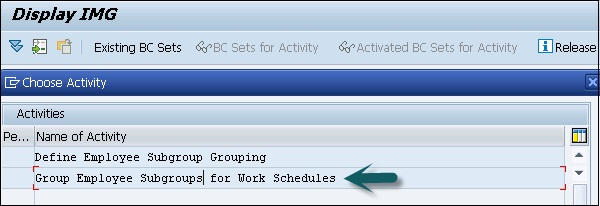 Display IMG
Existing BC Sets BC Sets for Activity Activated BC Sets for Activity Release
Choose Activity
Activities
Pe... Name of Activity
Define Employee Subgroup Grouping
Group Employee Subgroups for Work Schedules